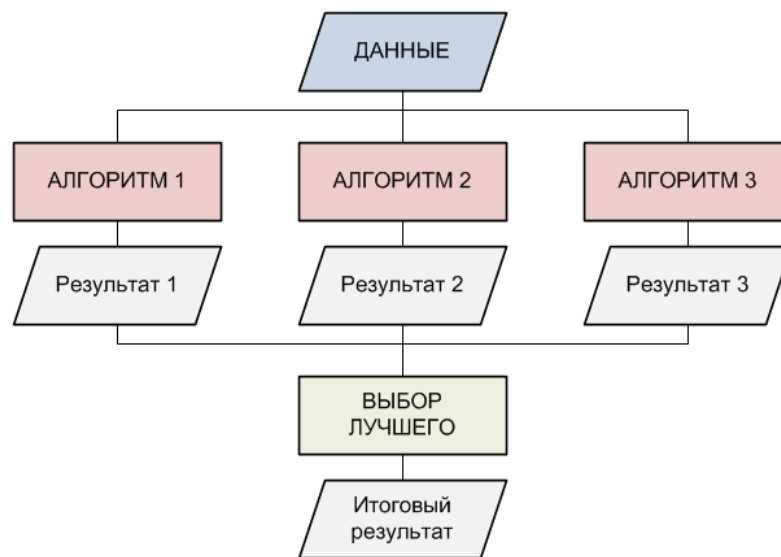 ДАННЫЕ
АЛГОРИТМ 1
АЛГОРИТМ 2
АЛГОРИТМ 3
Результат 1
Результат 2
Результат 3
ВЫБОР
ЛУЧШЕГО
Итоговый
результат